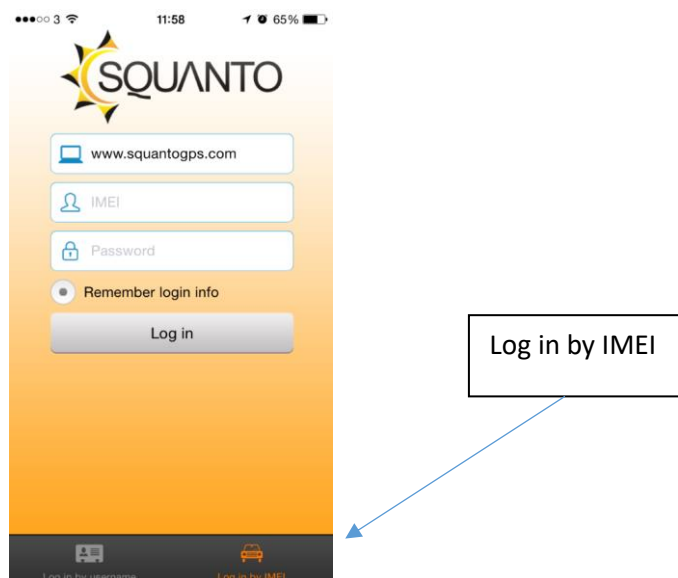 3 11:58 65%
SQUANTO
www.squantogps.com
IMEI
Password
Remember login info
Log in
Log in by IMEI
Log in by username Log in by IMEI